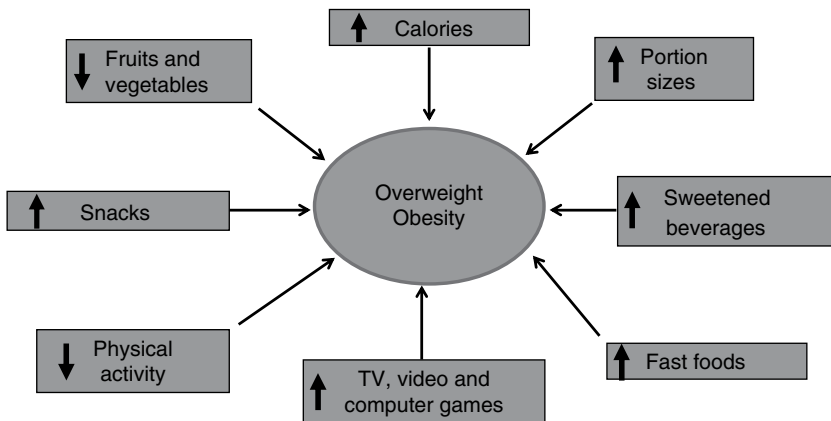 Calories
Fruits and
vegetables
Portion
sizes
Overweight
Obesity
Snacks
Sweetened
beverages
Physical
activity
TV, video and
computer games
Fast foods